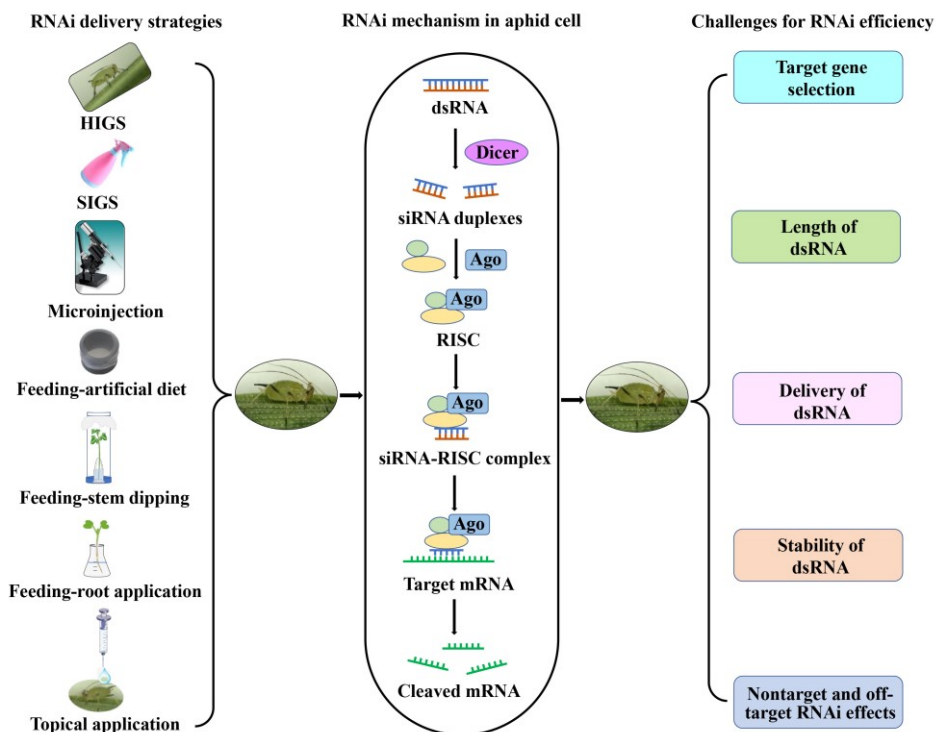 RNAi delivery strategies
HIGS
SIGS
Microinjection
Feeding-artificial diet
Feeding-stem dipping
Feeding-root application
Topical application
RNAi mechanism in aphid cell
dsRNA
Dicer
siRNA duplexes
Ago
Ago
RISC
Ago
siRNA-RISC complex
Ago
Target mRNA
Cleaved mRNA
Challenges for RNAi efficiency
Target gene
selection
Length of
dsRNA
Delivery of
dsRNA
Stability of
dsRNA
Nontarget and off-
target RNAi effects